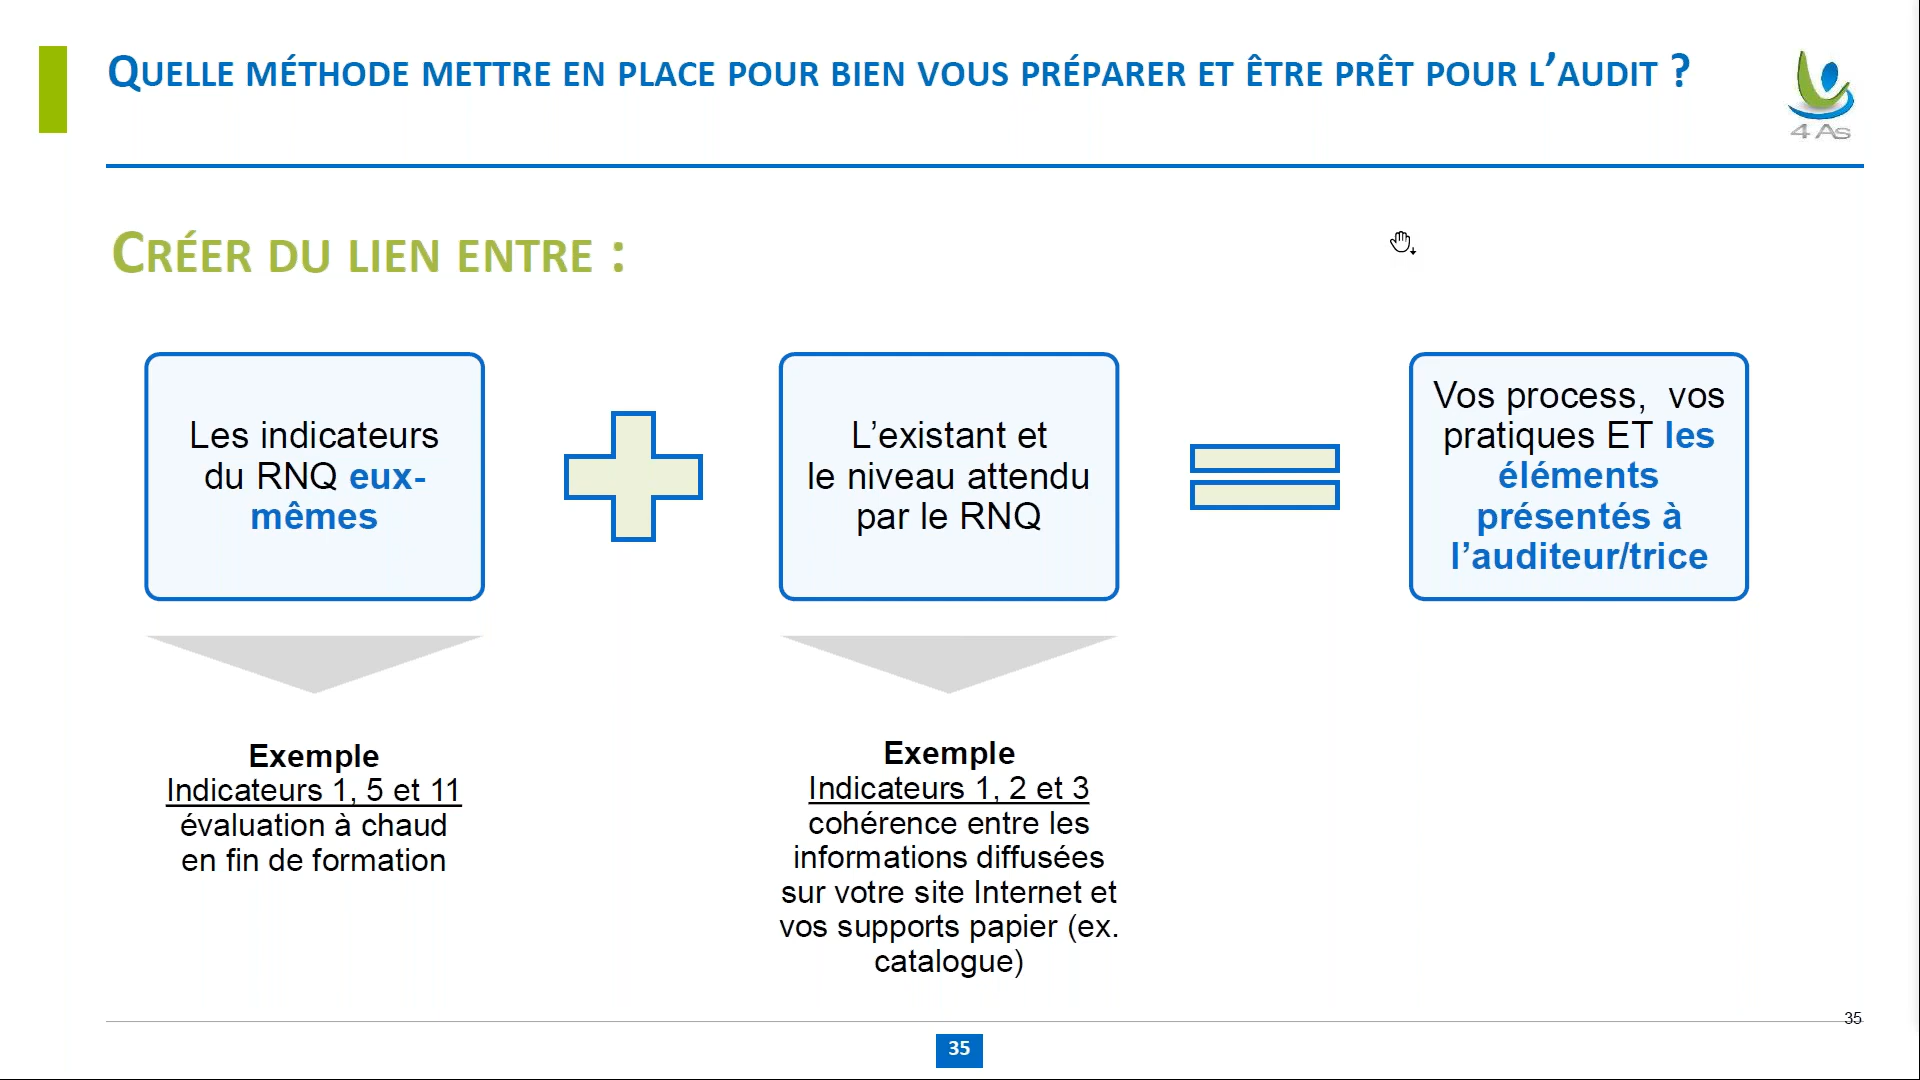 QUELLE MÉTHODE METTRE EN PLACE POUR BIEN VOUS PRÉPARER ET ÊTRE PRÊT POUR L’AUDIT ?
4 As
CRÉER DU LIEN ENTRE :
Les indicateurs
du RNQ eux-
mêmes
L’existant et
le niveau attendu
par le RNQ
Vos process,  vos
pratiques ET les
éléments
présentés à
l’auditeur/trice
Exemple
Indicateurs 1, 5 et 11
évaluation à chaud
en fin de formation
Exemple
Indicateurs 1, 2 et 3
cohérence entre les
informations diffusées
sur votre site Internet et
vos supports papier (ex.
catalogue)
35
35